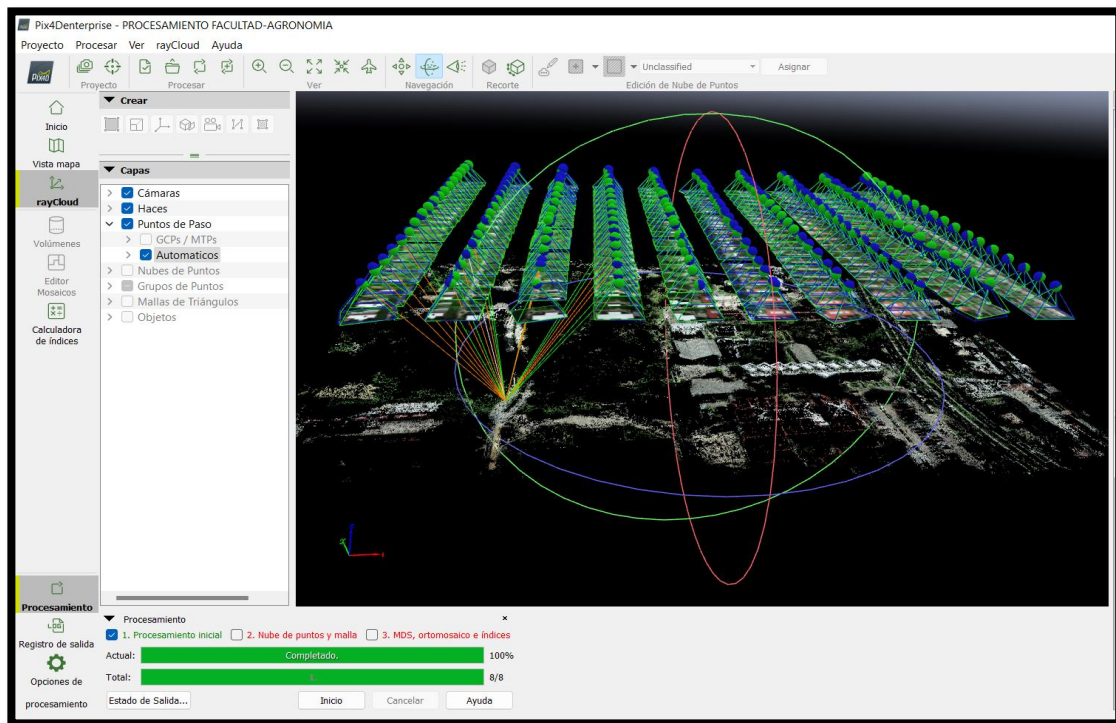 Pix4Denterprise - PROCESAMIENTO FACULTAD-AGRONOMIA
Proyecto Procesar Ver rayCloud Ayuda
PIX4D
Unclassified Asignar
Proyecto Procesar Ver Navegación Recorte Edición de Nube de Puntos
Inicio
Vista mapa
rayCloud
Volúmenes
Editor
Mosaicos
Calculadora
de índices
Crear
Capas
Cámaras
Haces
Puntos de Paso
GCPs / MTPs
Automaticos
Nubes de Puntos
Grupos de Puntos
Mallas de Triángulos
Objetos
Procesamiento
LOG
Registro de salida
Opciones de
procesamiento
Procesamiento
1. Procesamiento inicial 2. Nube de puntos y malla 3. MDS, ortomosaico e índices
Actual: Completado. 100%
Total: 1. 8/8
Estado de Salida... Inicio Cancelar Ayuda